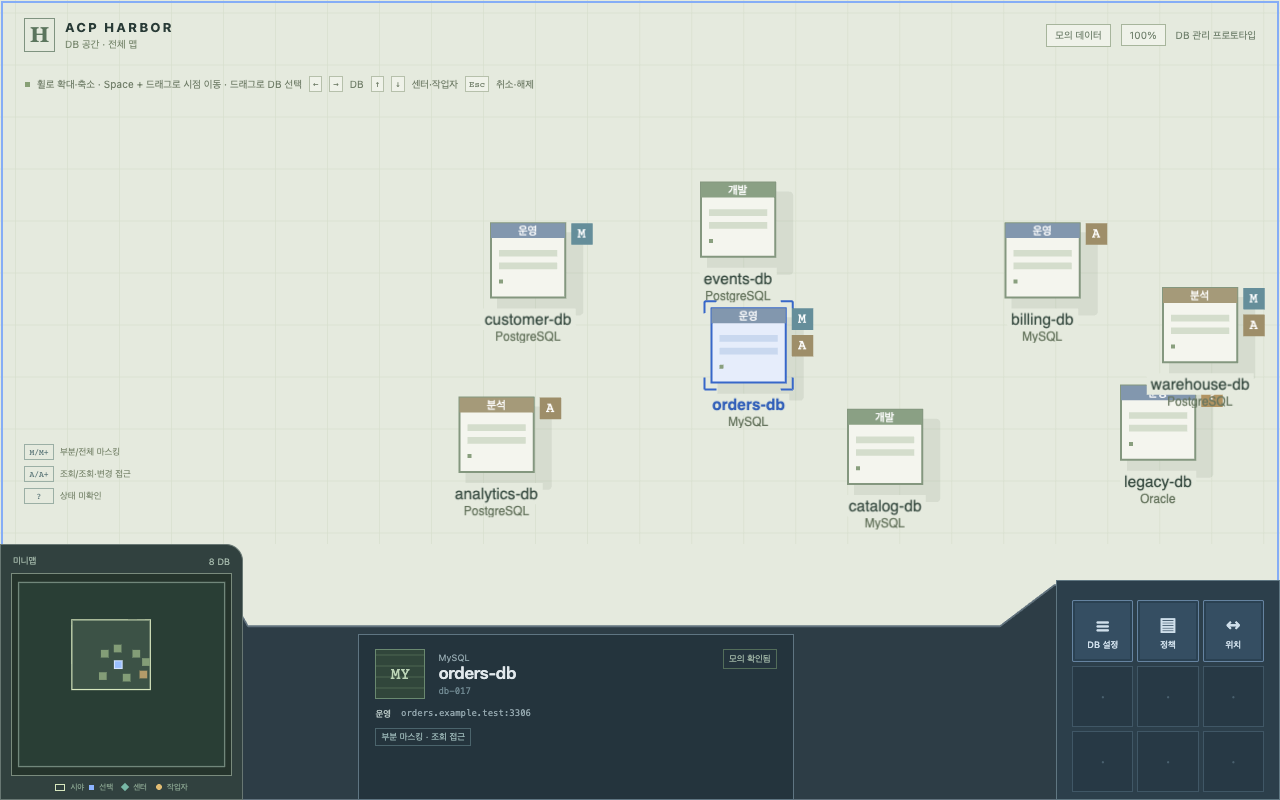 H ACP HARBOR
DB 공간 · 전체 맵
모의 데이터 100% DB 관리 프로토타입
휠로 확대·축소 · Space + 드래그로 시점 이동 · 드래그로 DB 선택 ← → DB ↑ ↓ 센터·작업자 Esc 취소·해제
개발
events-db
PostgreSQL
운영 M
customer-db
PostgreSQL
운영 A
billing-db
MySQL
분석 M
A
warehouse-db
PostgreSQL
운영 M
A
orders-db
MySQL
분석 A
analytics-db
PostgreSQL
개발
catalog-db
MySQL
legacy-db
Oracle
M/M+ 부분/전체 마스킹
A/A+ 조회/조회·변경 접근
? 상태 미확인
미니맵 8 DB
시야 선택 센터 작업자
MY
MySQL
orders-db
db-017
모의 확인됨
운영 orders.example.test:3306
부분 마스킹 · 조회 접근
DB 설정 정책 위치